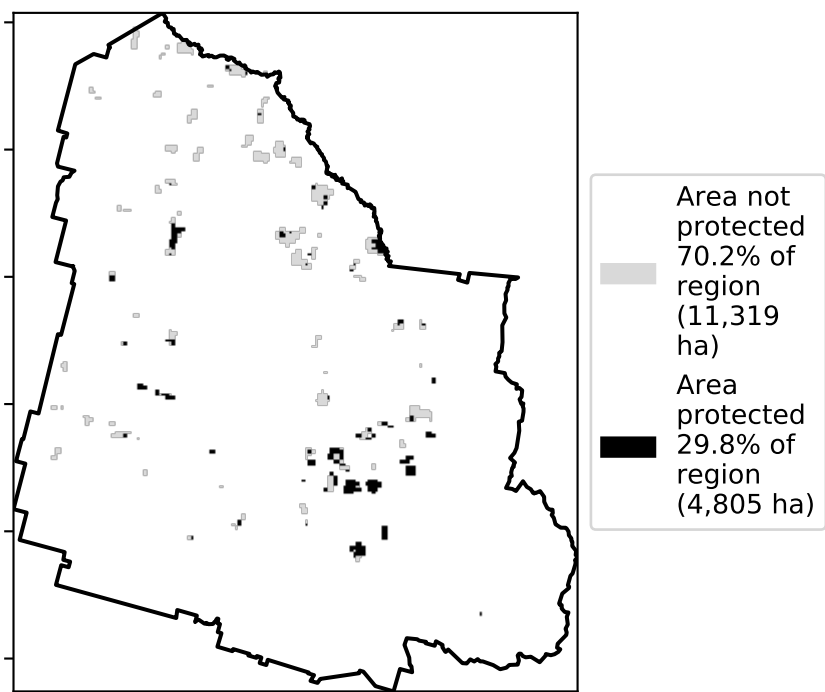 Area not
protected
70.2% of
region
(11,319
ha)
Area
protected
29.8% of
region
(4,805 ha)